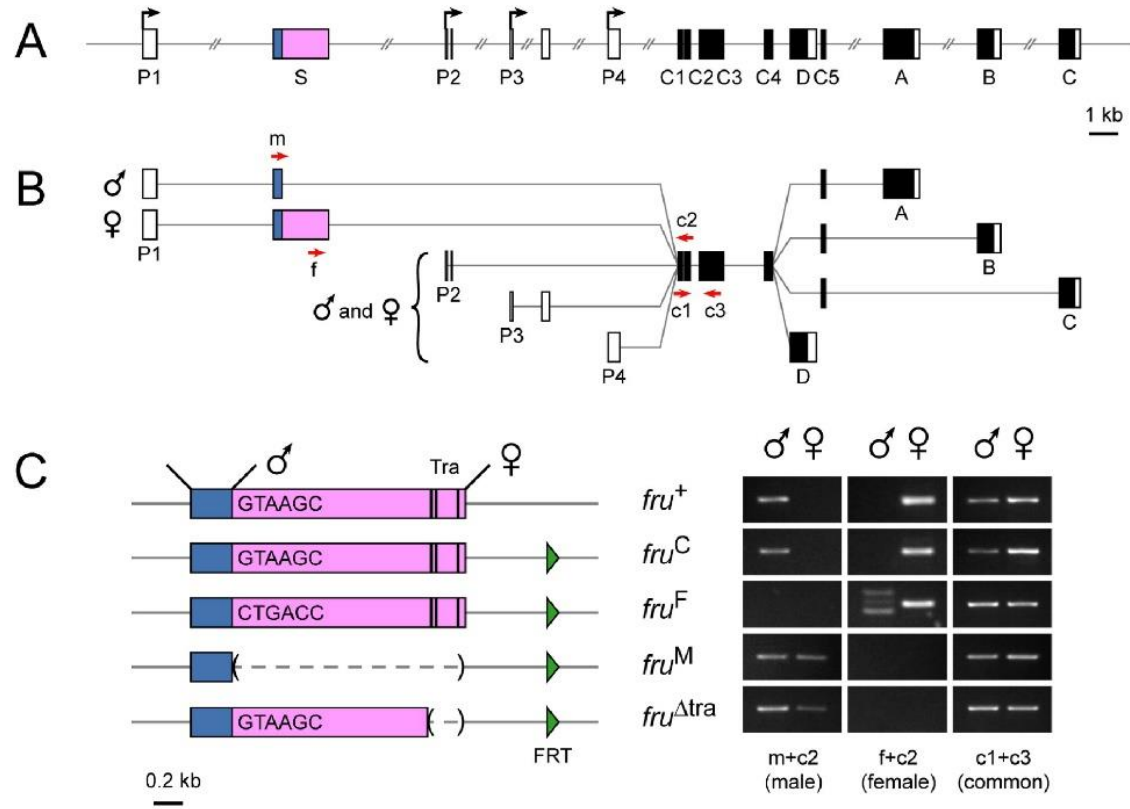 A
P1 S P2 P3 P4 C1 C2 C3 C4 D C5 A B C
1 kb
B
m
♂
A
c2
♀
P1
f
B
P2
♂ and ♀
c1 c3
C
P3
P4
D
C
♂ Tra ♀
♂ ♀ ♂ ♀ ♂ ♀
GTAAGC fru+
GTAAGC fruC
CTGACC fruF
fruM
GTAAGC fruΔtra
FRT
m+c2 f+c2 c1+c3
(male) (female) (common)
0.2 kb